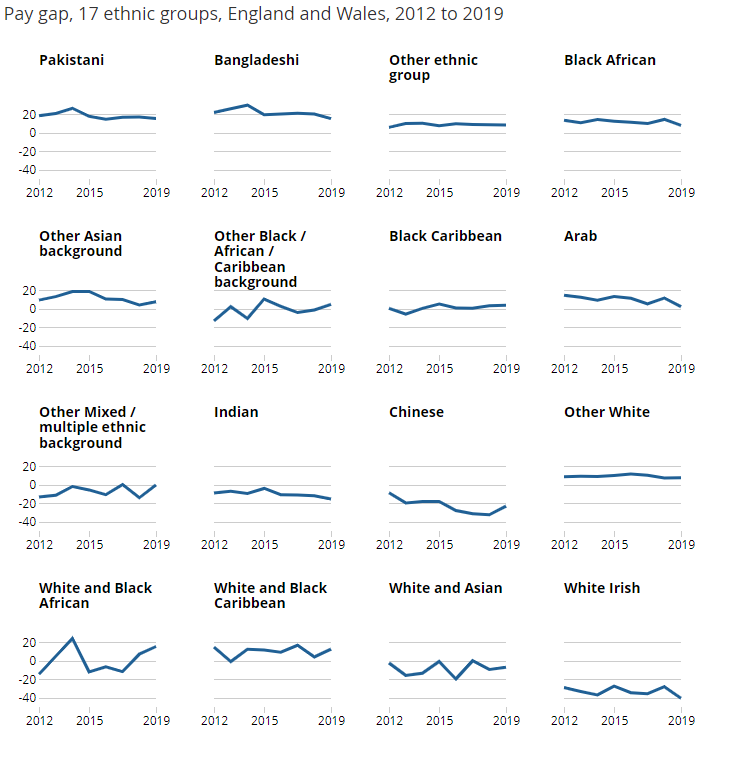 Pay gap, 17 ethnic groups, England and Wales, 2012 to 2019
Pakistani
Bangladeshi
Other ethnic
group
Black African
20
0
-20
-40
2012 2015 2019
2012 2015 2019
2012 2015 2019
2012 2015 2019
Other Asian
background
Other Black /
African /
Caribbean
background
Black Caribbean
Arab
20
0
-20
-40
2012 2015 2019
2012 2015 2019
2012 2015 2019
2012 2015 2019
Other Mixed /
multiple ethnic
background
Indian
Chinese
Other White
20
0
-20
-40
2012 2015 2019
2012 2015 2019
2012 2015 2019
2012 2015 2019
White and Black
African
White and Black
Caribbean
White and Asian
White Irish
20
0
-20
-40
2012 2015 2019
2012 2015 2019
2012 2015 2019
2012 2015 2019